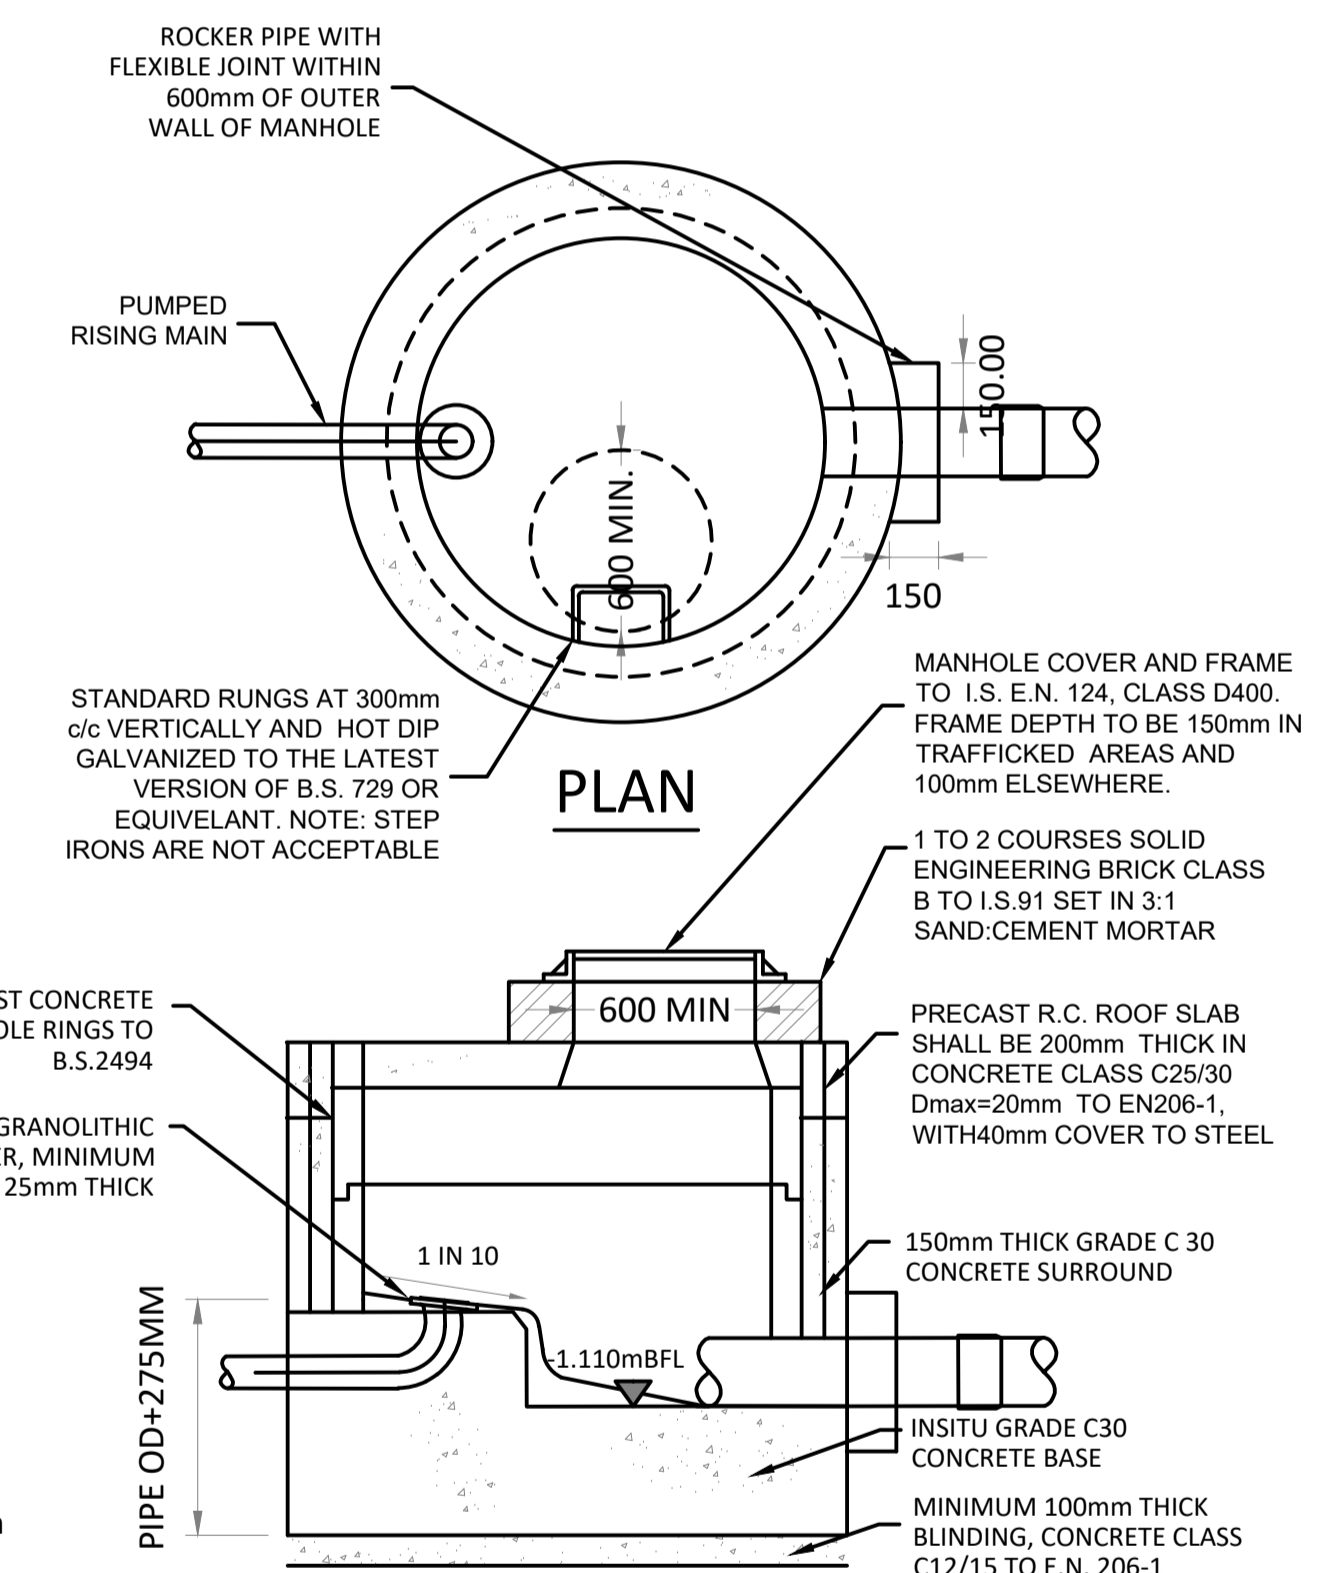 ROCKER PIPE WITH
FLEXIBLE JOINT WITHIN
600mm OF OUTER
WALL OF MANHOLE
PUMPED
RISING MAIN
150.00
600 MIN.
150
STANDARD RUNGS AT 300mm
c/c VERTICALLY AND HOT DIP
GALVANIZED TO THE LATEST
VERSION OF B.S. 729 OR
EQUIVELANT. NOTE: STEP
IRONS ARE NOT ACCEPTABLE
PLAN
MANHOLE COVER AND FRAME
TO I.S. E.N. 124, CLASS D400.
FRAME DEPTH TO BE 150mm IN
TRAFFICKED AREAS AND
100mm ELSEWHERE.
1 TO 2 COURSES SOLID
ENGINEERING BRICK CLASS
B TO I.S.91 SET IN 3:1
SAND:CEMENT MORTAR
ST CONCRETE
OLE RINGS TO
B.S.2494
600 MIN
PRECAST R.C. ROOF SLAB
SHALL BE 200mm THICK IN
CONCRETE CLASS C25/30
Dmax=20mm TO EN206-1,
WITH40mm COVER TO STEEL
GRANOLITHIC
ER, MINIMUM
25mm THICK
1 IN 10
150mm THICK GRADE C 30
CONCRETE SURROUND
PIPE OD+275MM
-1.110mBFL
INSITU GRADE C30
CONCRETE BASE
MINIMUM 100mm THICK
BLINDING, CONCRETE CLASS
C12/15 TO E.N. 206-1